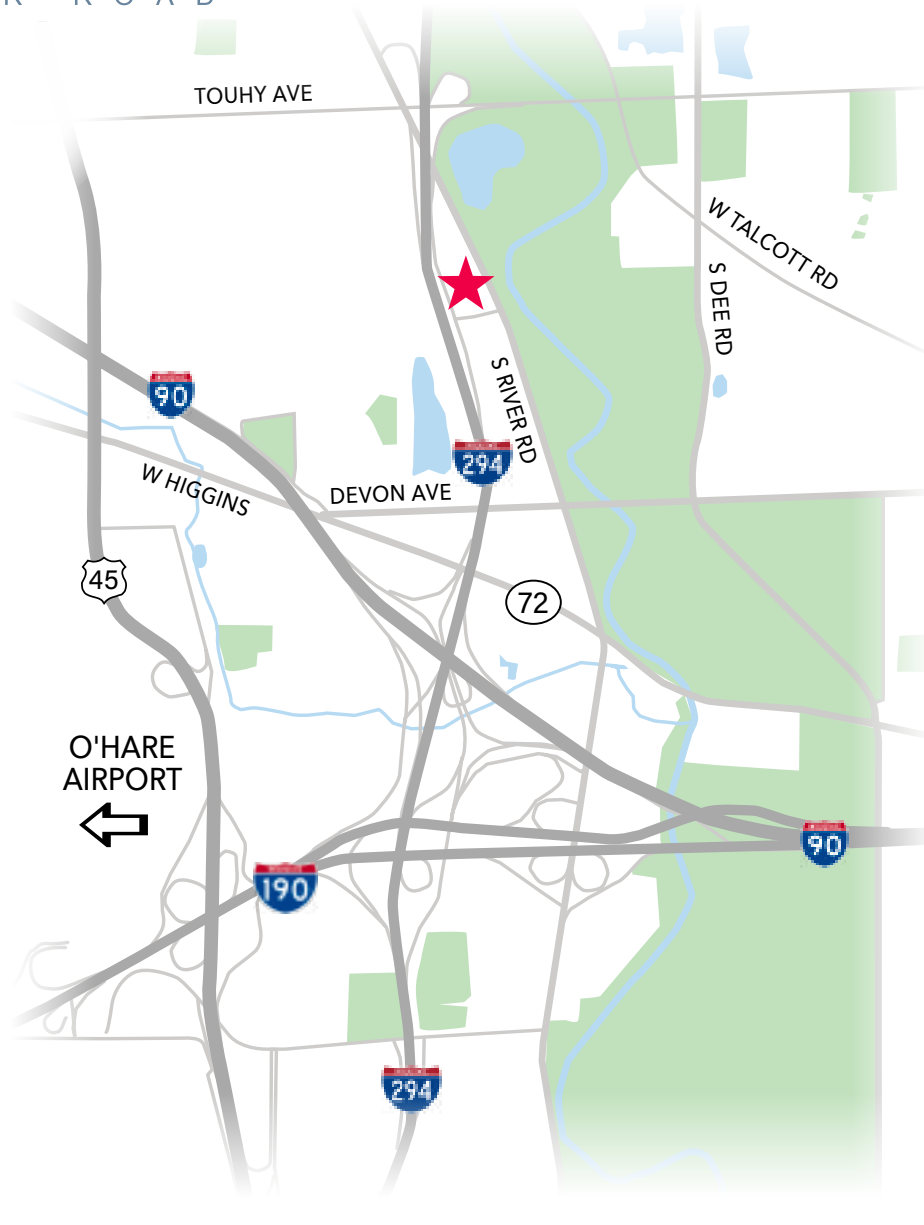 R ROAD
TOUHY AVE
W TALCOTT RD
S DEE RD
90
S RIVER RD
294
W HIGGINS
DEVON AVE
45
72
O'HARE
AIRPORT
90
190
294